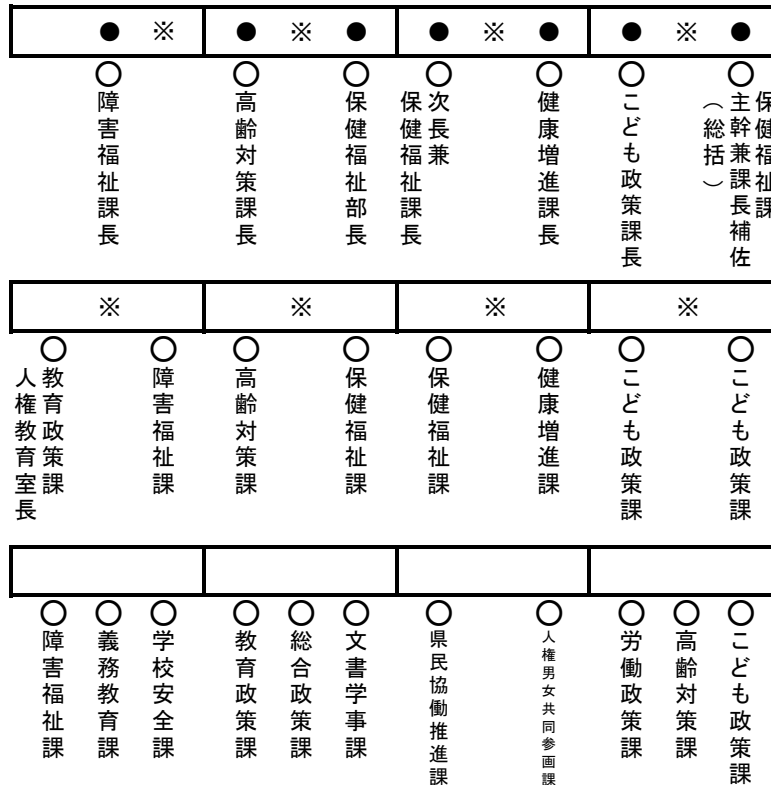 ● ※ ● ※ ● ● ※ ● ● ※ ●
保健福祉課
○主幹兼課長補佐
（総括）
○こども政策課長
○健康増進課長
○次長兼
保健福祉課長
○保健福祉部長
○高齢対策課長
○障害福祉課長
※ ※ ※ ※
○こども政策課
○こども政策課
○健康増進課
○保健福祉課
○保健福祉課
○高齢対策課
○障害福祉課
○教育政策課
人権教育室長
○こども政策課
○高齢対策課
○労働政策課
○人権男女共同参画課
○県民協働推進課
○文書学事課
○総合政策課
○教育政策課
○学校安全課
○義務教育課
○障害福祉課